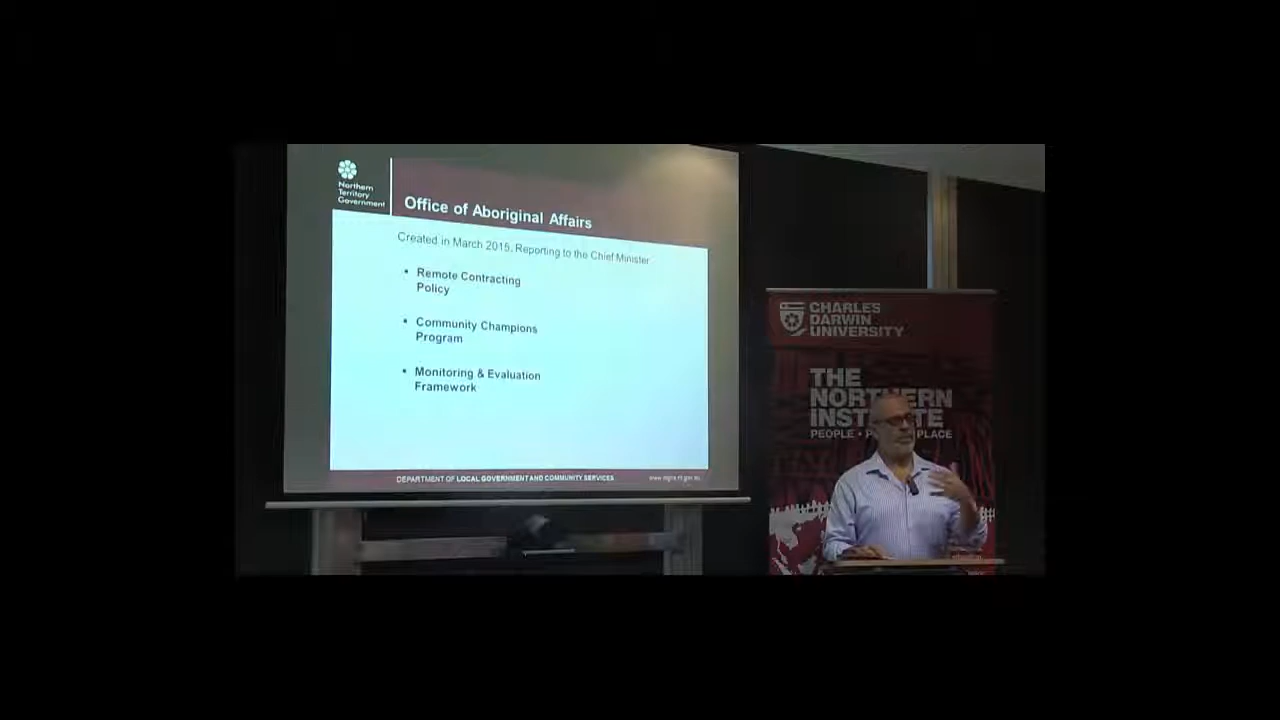 Northern
Territory
Government
Office of Aboriginal Affairs
Created in March 2015. Reporting to the Chief Minister
• Remote Contracting
Policy
• Community Champions
Program
• Monitoring & Evaluation
Framework
DEPARTMENT OF LOCAL GOVERNMENT AND COMMUNITY SERVICES
CHARLES
DARWIN
UNIVERSITY
THE
NORTHERN
PEOPLE • PLACE